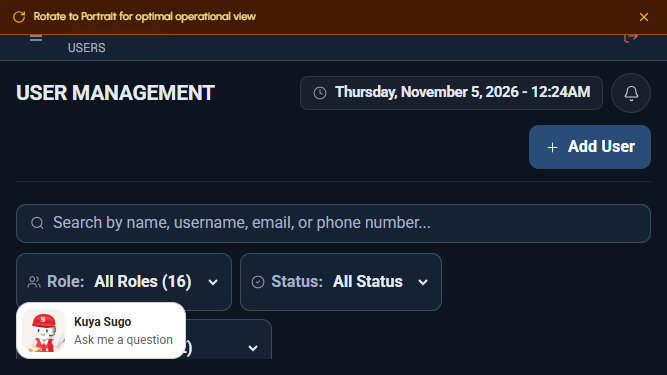 Rotate to Portrait for optimal operational view
USERS
USER MANAGEMENT
Thursday, November 5, 2026 - 12:24AM
Add User
Search by name, username, email, or phone number...
Role: All Roles (16)
Status: All Status
Kuya Sugo
Ask me a question